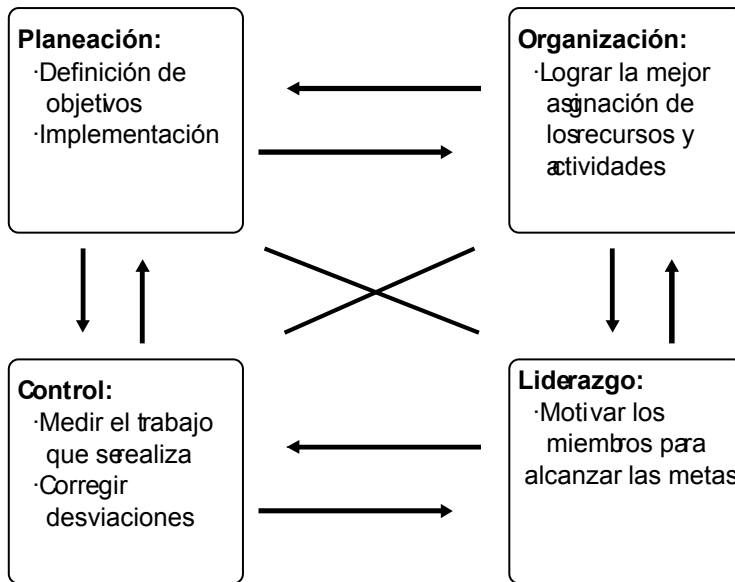 Planeación:
·Definición de
objetivos
·Implementación
Organización:
·Lograr la mejor
asignación de
los recursos y
actividades
Control:
·Medir el trabajo
que se realiza
·Corregir
desviaciones
Liderazgo:
·Motivar los
miembros para
alcanzar las metas